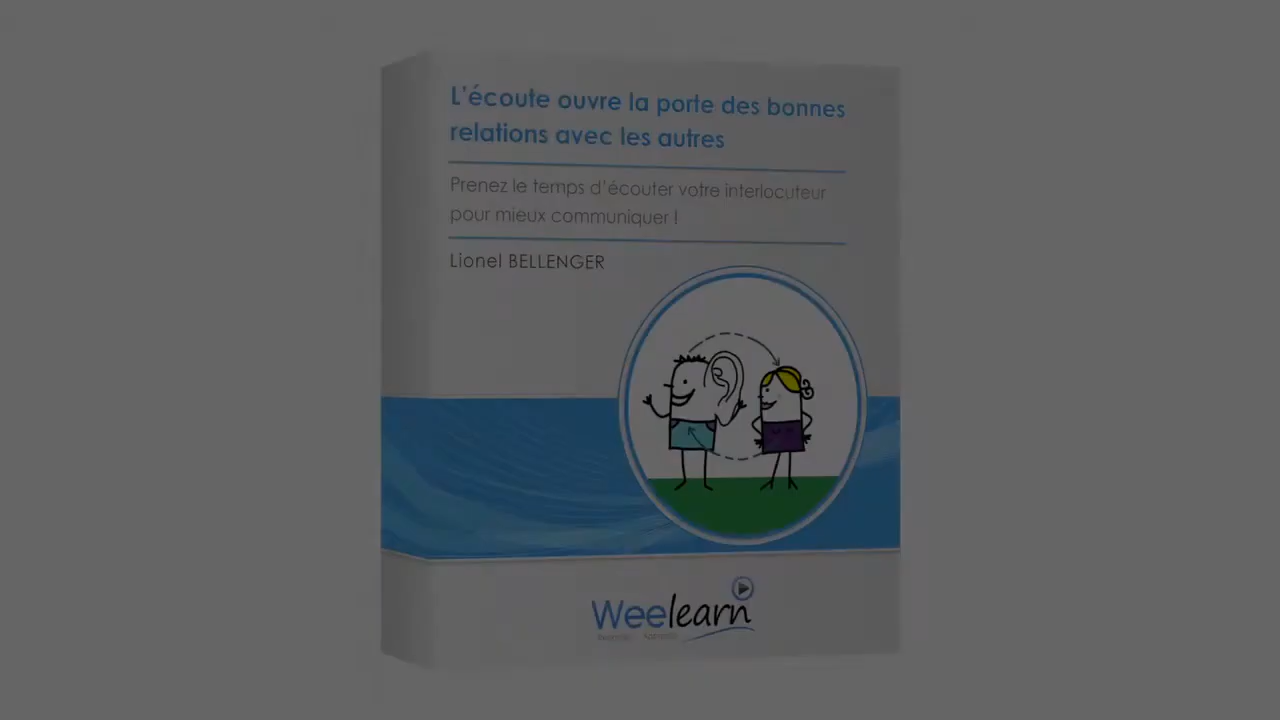 L'écoute ouvre la porte des bonnes
relations avec les autres
Prenez le temps d'écouter votre interlocuteur
pour mieux communiquer !
Lionel BELLENGER
Weelearn